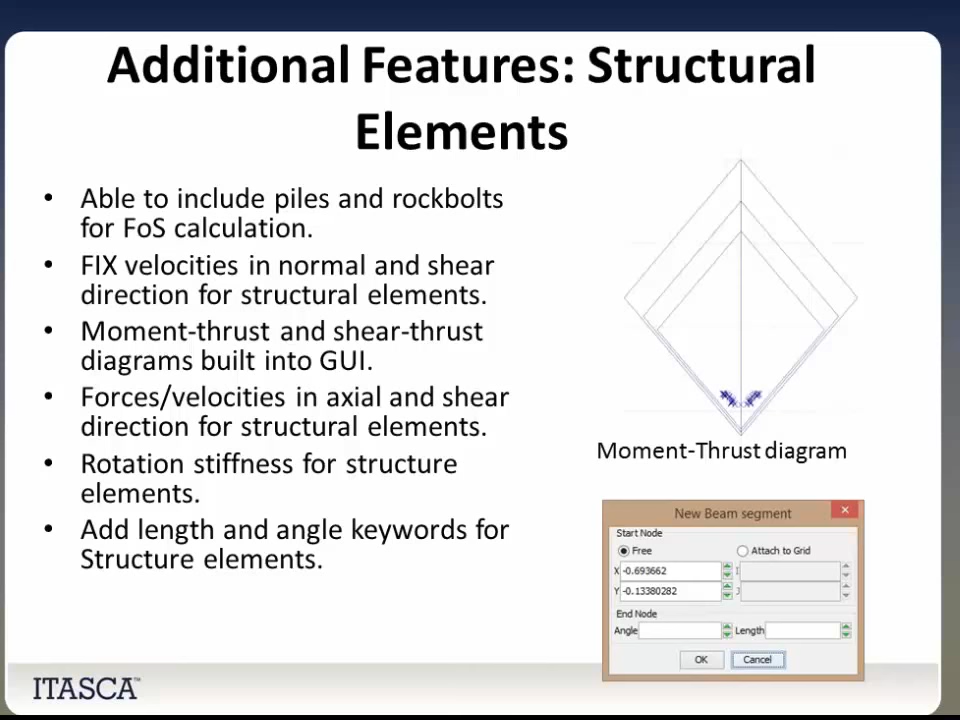 Additional Features: Structural
Elements
• Able to include piles and rockbolts
for FoS calculation.
• FIX velocities in normal and shear
direction for structural elements.
• Moment-thrust and shear-thrust
diagrams built into GUI.
• Forces/velocities in axial and shear
direction for structural elements.
• Rotation stiffness for structure
elements.
• Add length and angle keywords for
Structure elements.
Moment-Thrust diagram
New Beam segment
Start Node
Free Attach to Grid
X -0.693662 I
Y -0.13380282 J
End Node
Angle Length
OK Cancel
ITASCA™